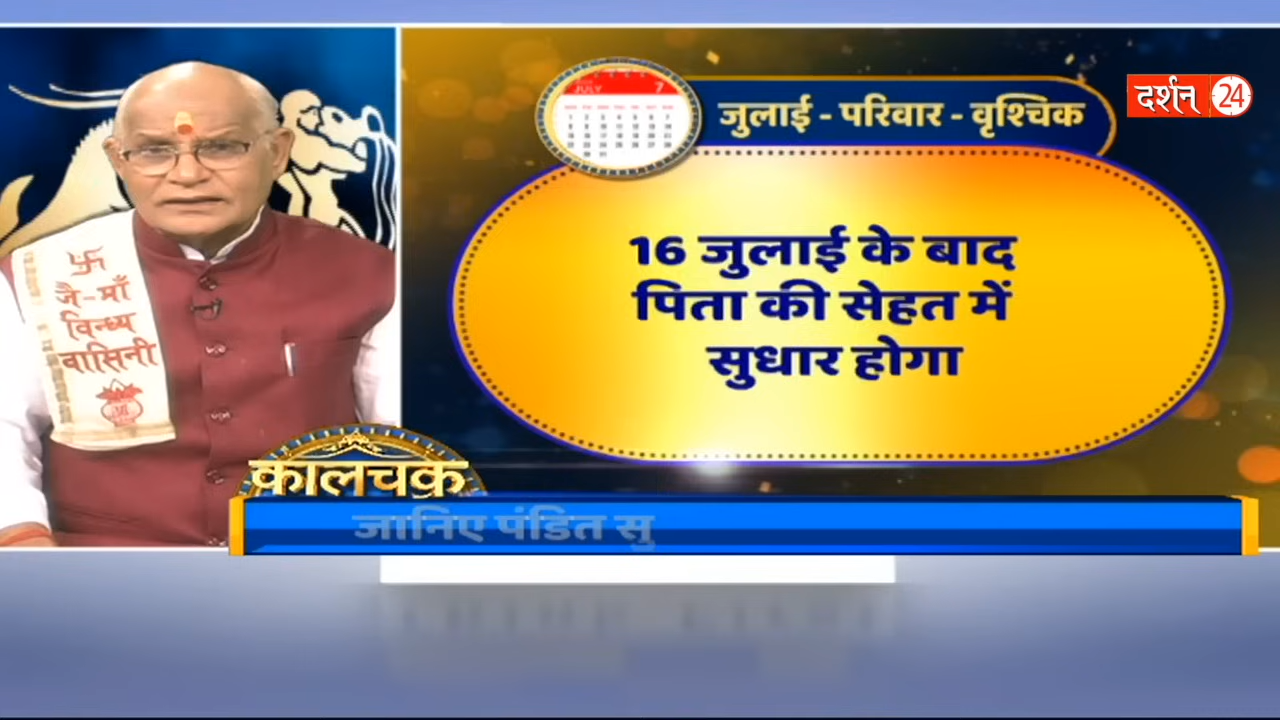 जुलाई - परिवार - वृश्चिक
दर्शन 24
JULY 7
16 जुलाई के बाद
पिता की सेहत में
सुधार होगा
जै-माँ
विन्ध्य
वासिनी
कालचक्र
जानिए पंडित सु